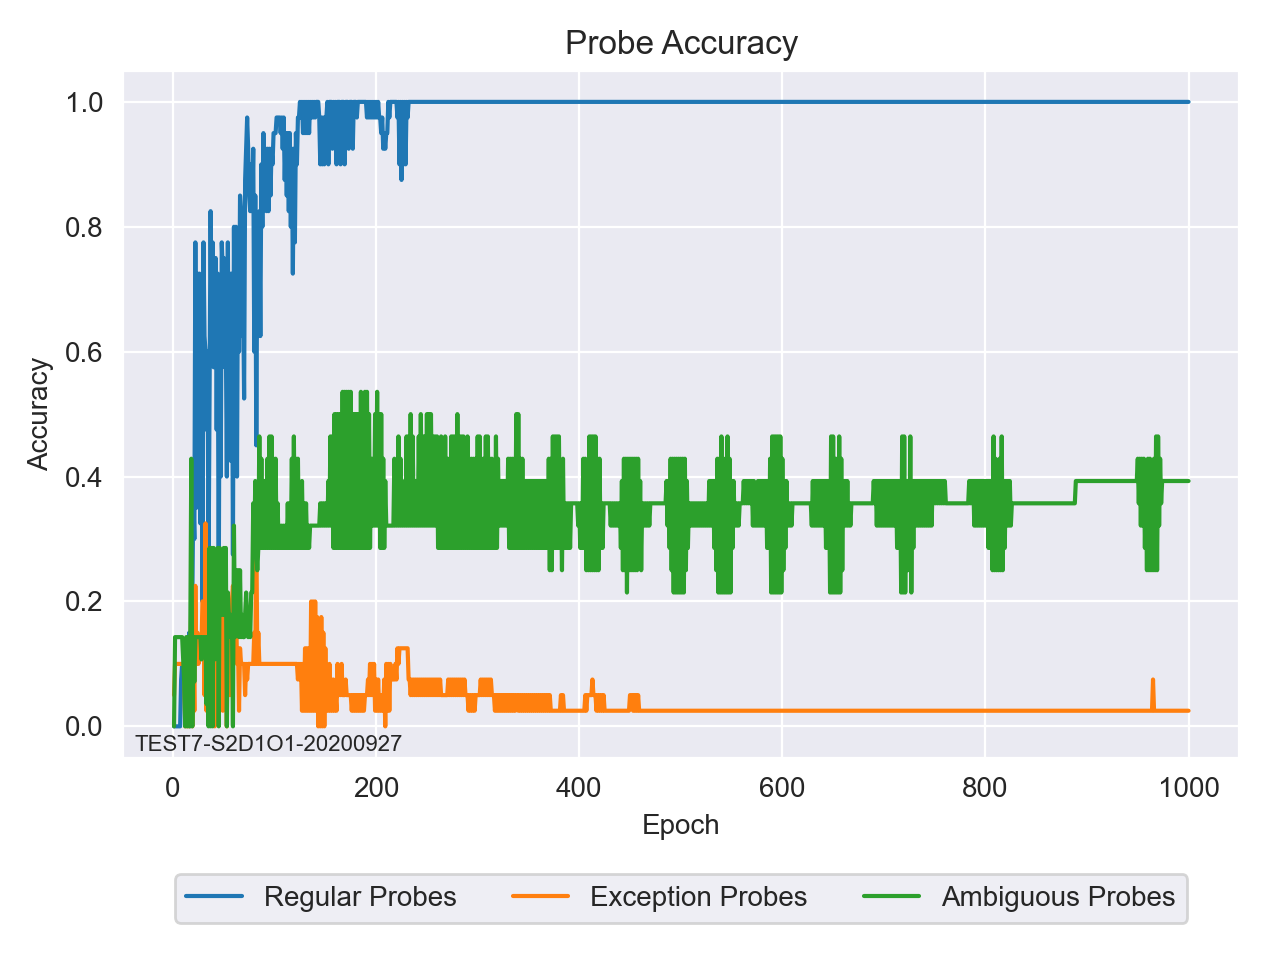 Probe Accuracy
1.0
0.8
0.6
0.4
0.2
0.0
Accuracy
TEST7-S2D1O1-20200927
0 200 400 600 800 1000
Epoch
Regular Probes Exception Probes Ambiguous Probes